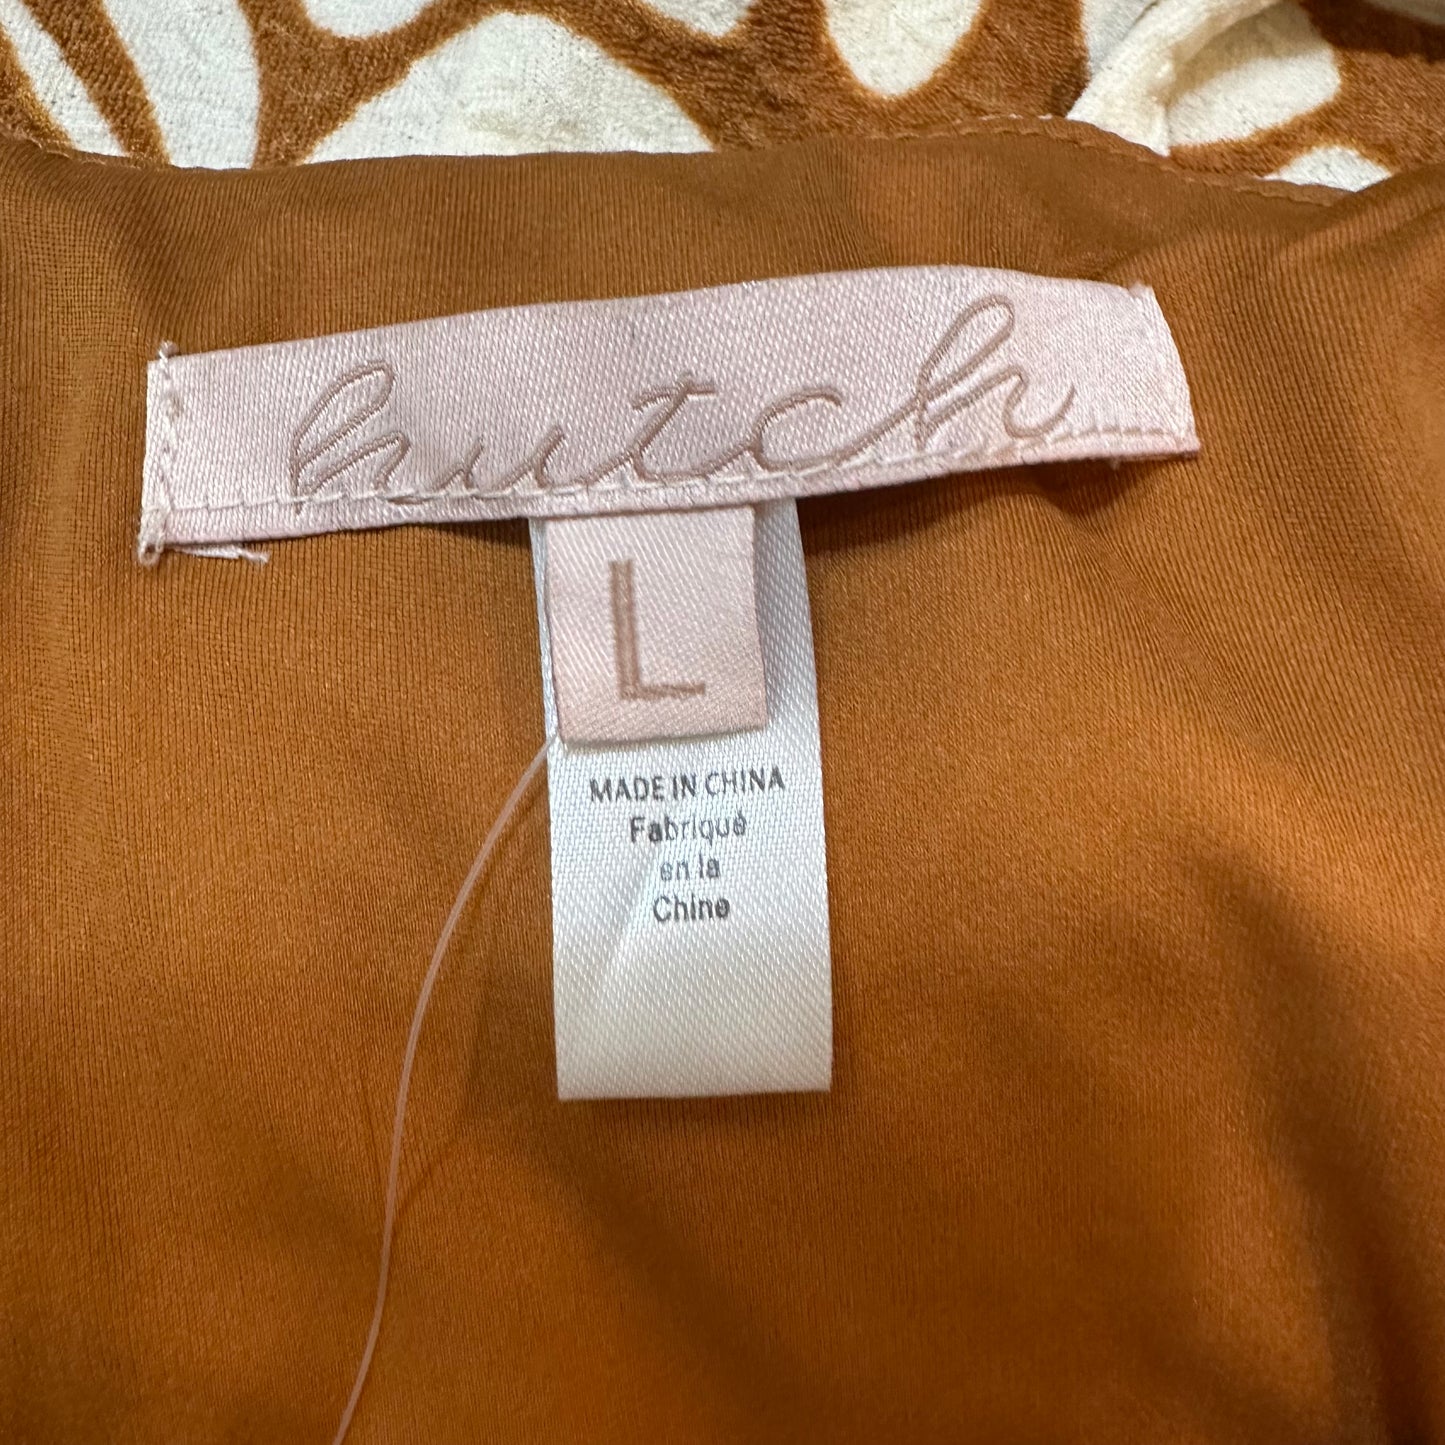 hutch
L
MADE IN CHINA
Fabriqué
en la
Chine